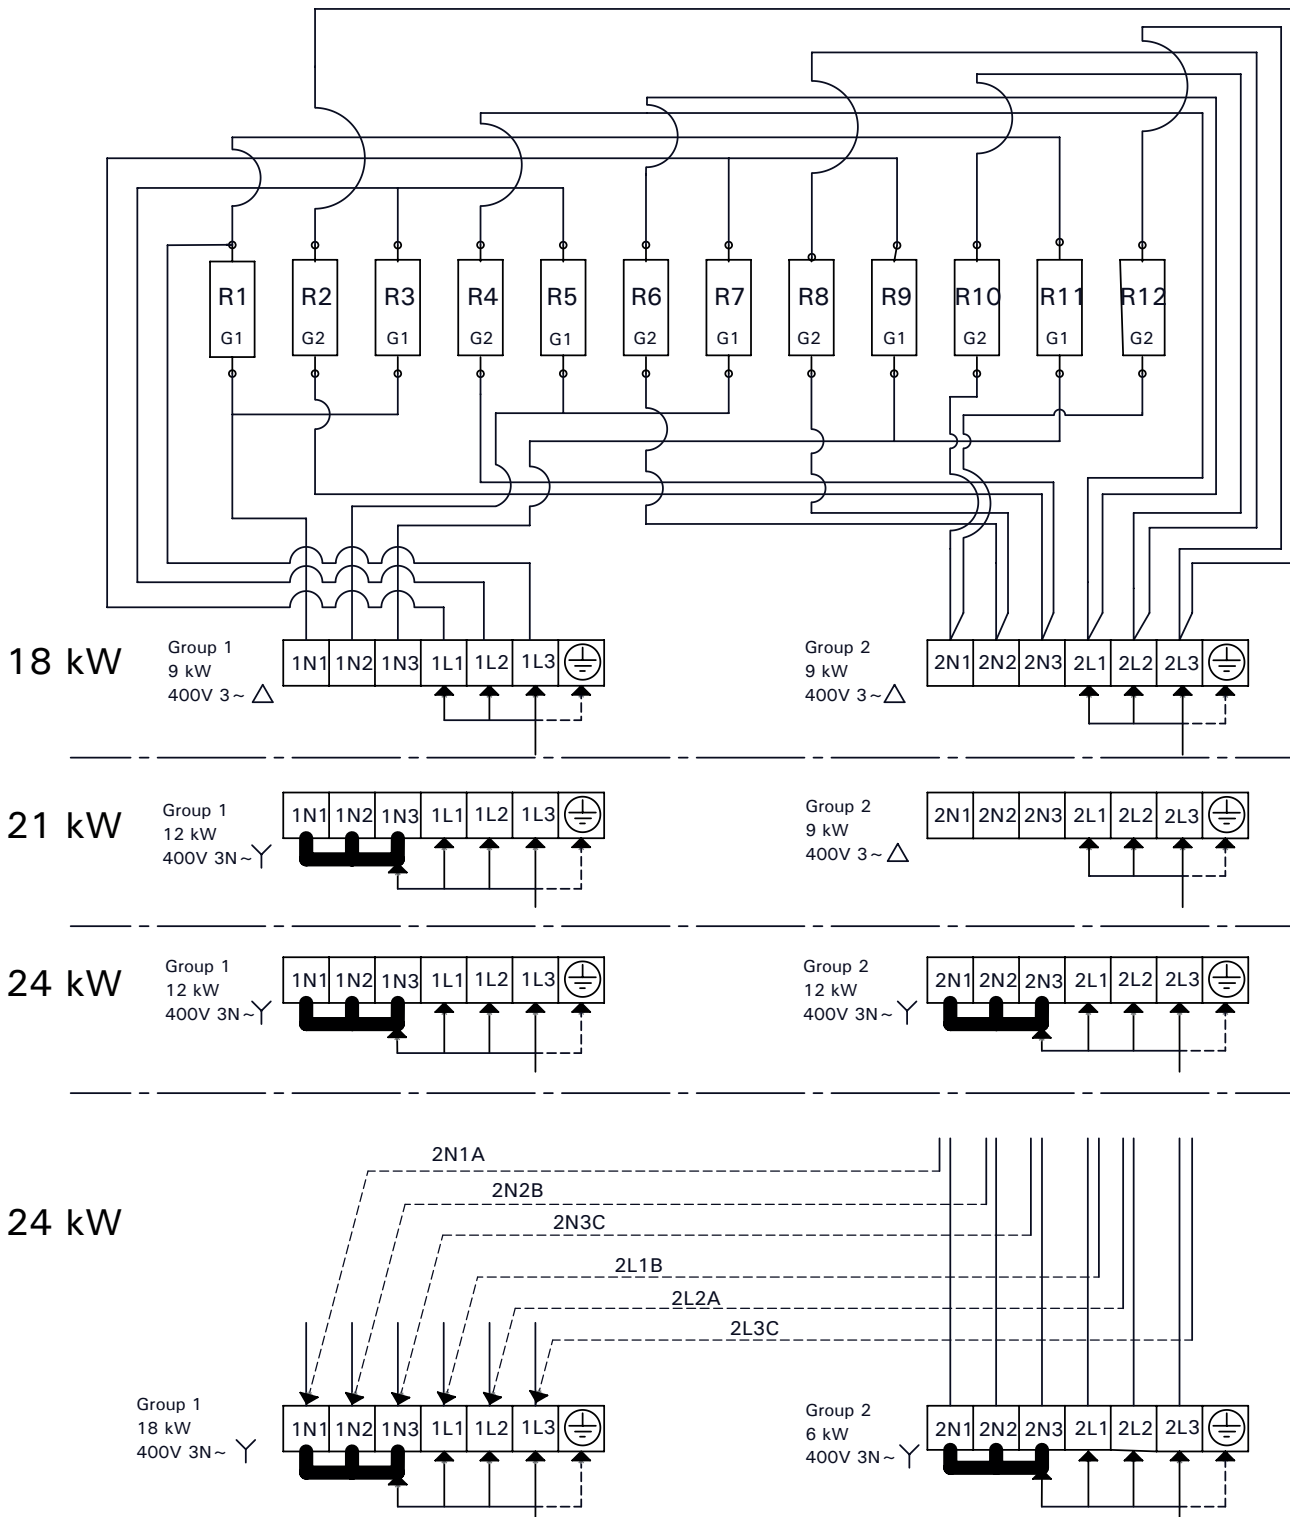 R1 R2 R3 R4 R5 R6 R7 R8 R9 R10 R11 R12
G1 G2 G1 G2 G1 G2 G1 G2 G1 G2 G1 G2
18 kW
Group 1
9 kW
400V 3~
1N1 1N2 1N3 1L1 1L2 1L3
Group 2
9 kW
400V 3~
2N1 2N2 2N3 2L1 2L2 2L3
21 kW
Group 1
12 kW
400V 3N~
1N1 1N2 1N3 1L1 1L2 1L3
Group 2
9 kW
400V 3~
2N1 2N2 2N3 2L1 2L2 2L3
24 kW
Group 1
12 kW
400V 3N~
1N1 1N2 1N3 1L1 1L2 1L3
Group 2
12 kW
400V 3N~
2N1 2N2 2N3 2L1 2L2 2L3
24 kW
2N1A
2N2B
2N3C
2L1B
2L2A
2L3C
Group 1
18 kW
400V 3N~
1N1 1N2 1N3 1L1 1L2 1L3
Group 2
6 kW
400V 3N~
2N1 2N2 2N3 2L1 2L2 2L3